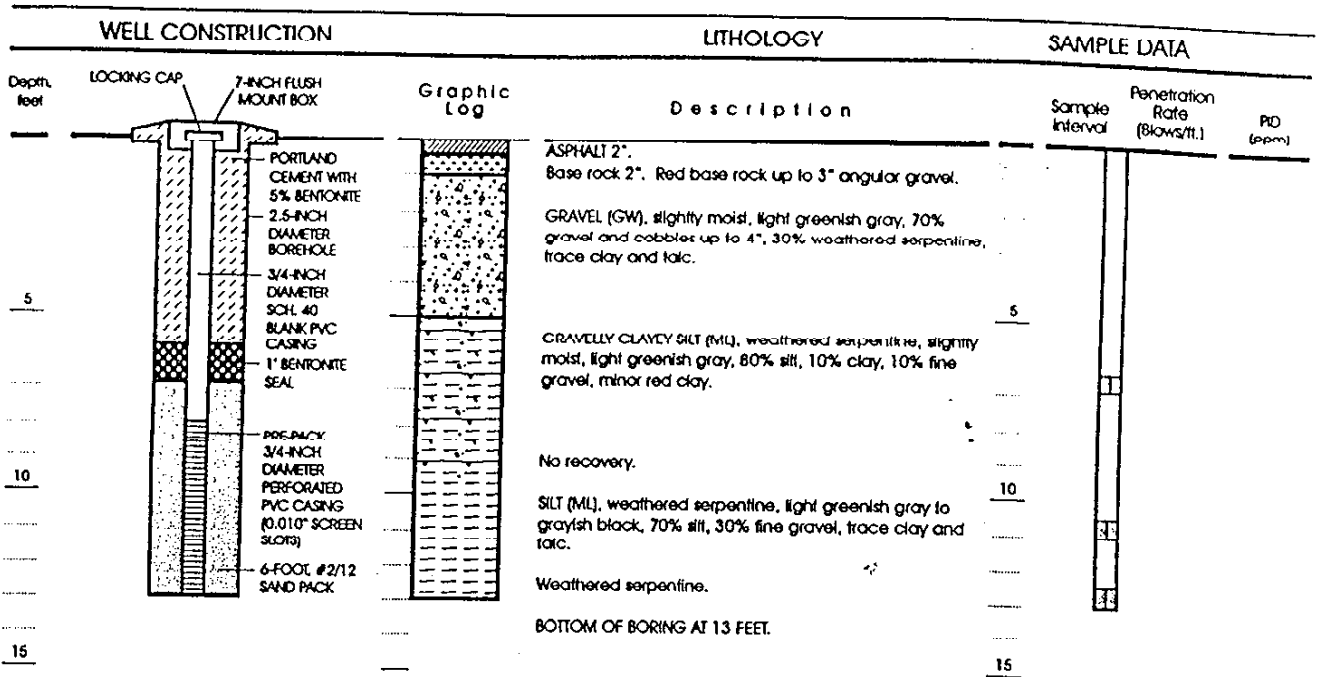 WELL CONSTRUCTION
LITHOLOGY
SAMPLE DATA
Depth,
feet
LOCKING CAP
7-INCH FLUSH
MOUNT BOX
Graphic
Log
Description
Sample
Interval
Penetration
Rate
(Blows/ft.)
PID
(ppm)
PORTLAND
CEMENT WITH
5% BENTONITE
2.5-INCH
DIAMETER
BOREHOLE
3/4-INCH
DIAMETER
SCH. 40
BLANK PVC
CASING
1' BENTONITE
SEAL
PRE-PACK
3/4-INCH
DIAMETER
PERFORATED
PVC CASING
(0.010" SCREEN
SLOTS)
6-FOOT, #2/12
SAND PACK
5
10
15
ASPHALT 2".
Base rock 2". Red base rock up to 3" angular gravel.
GRAVEL (GW), slightly moist, light greenish gray, 70%
gravel and cobbles up to 4", 30% weathered serpentine,
trace clay and talc.
GRAVELLY CLAYEY SILT (ML), weathered serpentine, slightly
moist, light greenish gray, 80% silt, 10% clay, 10% fine
gravel, minor red clay.
No recovery.
SILT (ML), weathered serpentine, light greenish gray to
grayish black, 70% silt, 30% fine gravel, trace clay and
talc.
Weathered serpentine.
BOTTOM OF BORING AT 13 FEET.
5
10
15